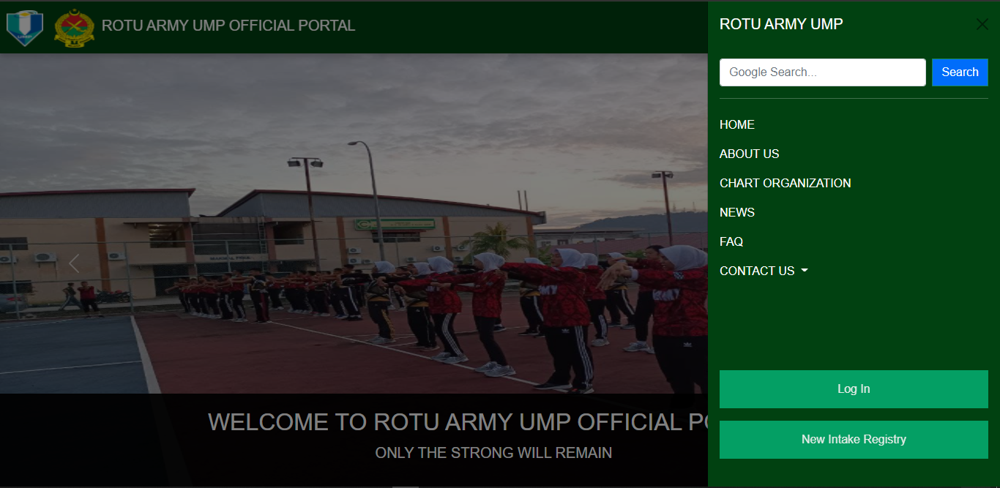 ROTU ARMY UMP OFFICIAL PORTAL
WELCOME TO ROTU ARMY UMP OFFICIAL PO
ONLY THE STRONG WILL REMAIN
ROTU ARMY UMP
Google Search...
Search
HOME
ABOUT US
CHART ORGANIZATION
NEWS
FAQ
CONTACT US
Log In
New Intake Registry